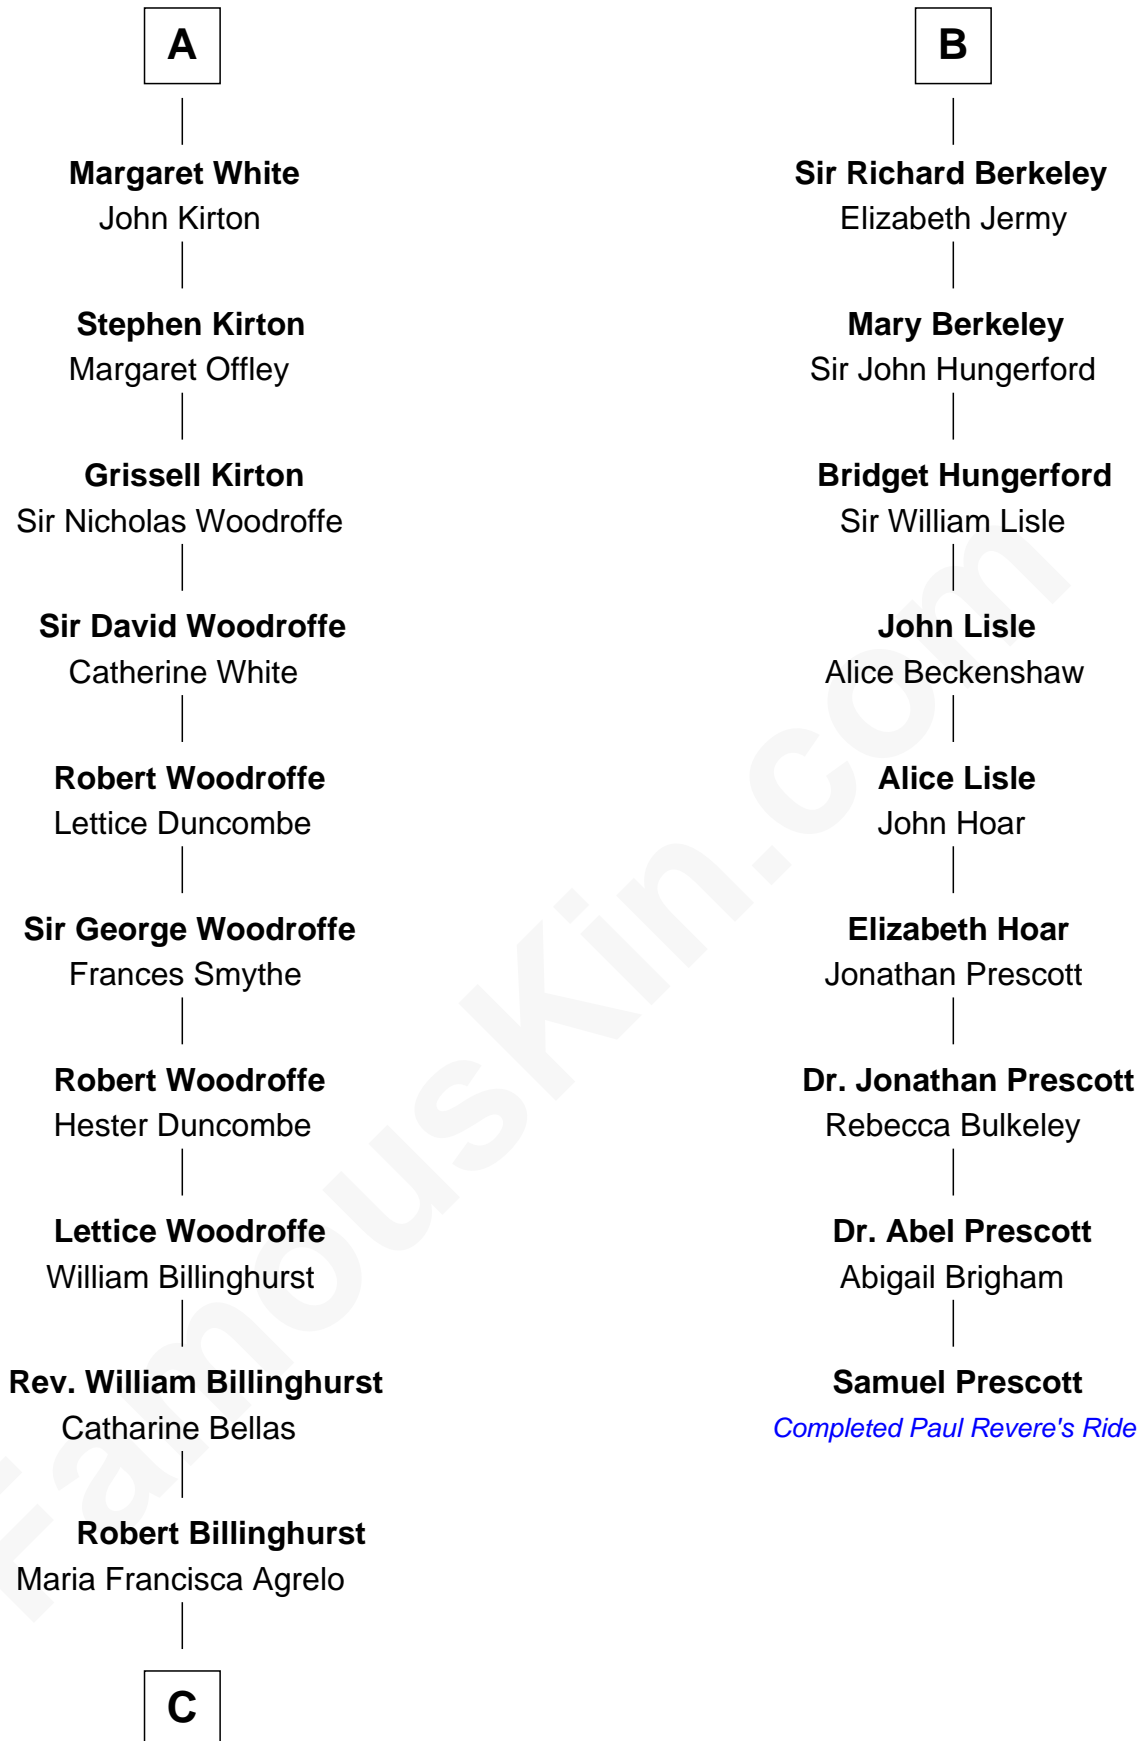 A
Margaret White
John Kirton
Stephen Kirton
Margaret Offley
Grissell Kirton
Sir Nicholas Woodroffe
Sir David Woodroffe
Catherine White
Robert Woodroffe
Lettice Duncombe
Sir George Woodroffe
Frances Smythe
Robert Woodroffe
Hester Duncombe
Lettice Woodroffe
William Billinghurst
Rev. William Billinghurst
Catharine Bellas
Robert Billinghurst
Maria Francisca Agrelo
C
B
Sir Richard Berkeley
Elizabeth Jermy
Mary Berkeley
Sir John Hungerford
Bridget Hungerford
Sir William Lisle
John Lisle
Alice Beckenshaw
Alice Lisle
John Hoar
Elizabeth Hoar
Jonathan Prescott
Dr. Jonathan Prescott
Rebecca Bulkeley
Dr. Abel Prescott
Abigail Brigham
Samuel Prescott
Completed Paul Revere's Ride
FamousKin.com